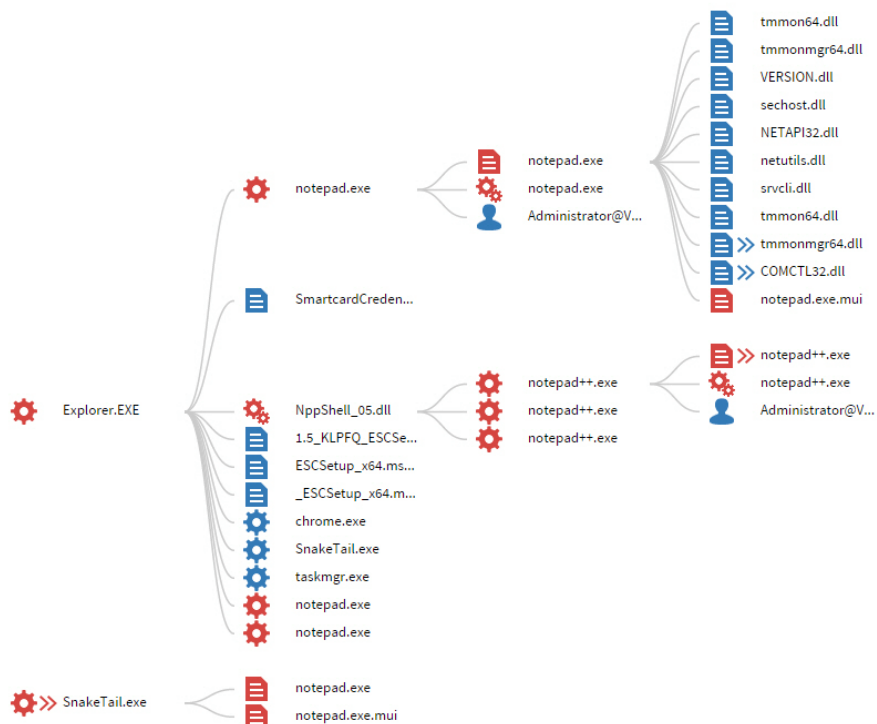 tmmon64.dll
tmmonmgr64.dll
VERSION.dll
sechost.dll
NETAPI32.dll
notepad.exe
netutils.dll
notepad.exe
notepad.exe
srvcli.dll
Administrator@V...
tmmon64.dll
tmmonmgr64.dll
COMCTL32.dll
SmartcardCreden...
notepad.exe.mui
notepad++.exe
notepad++.exe
notepad++.exe
Explorer.EXE
NppShell_05.dll
notepad++.exe
Administrator@V...
1.5_KLPFQ_ESCSe...
notepad++.exe
ESCSetup_x64.ms...
_ESCSetup_x64.m...
chrome.exe
SnakeTail.exe
taskmgr.exe
notepad.exe
notepad.exe
notepad.exe
SnakeTail.exe
notepad.exe.mui